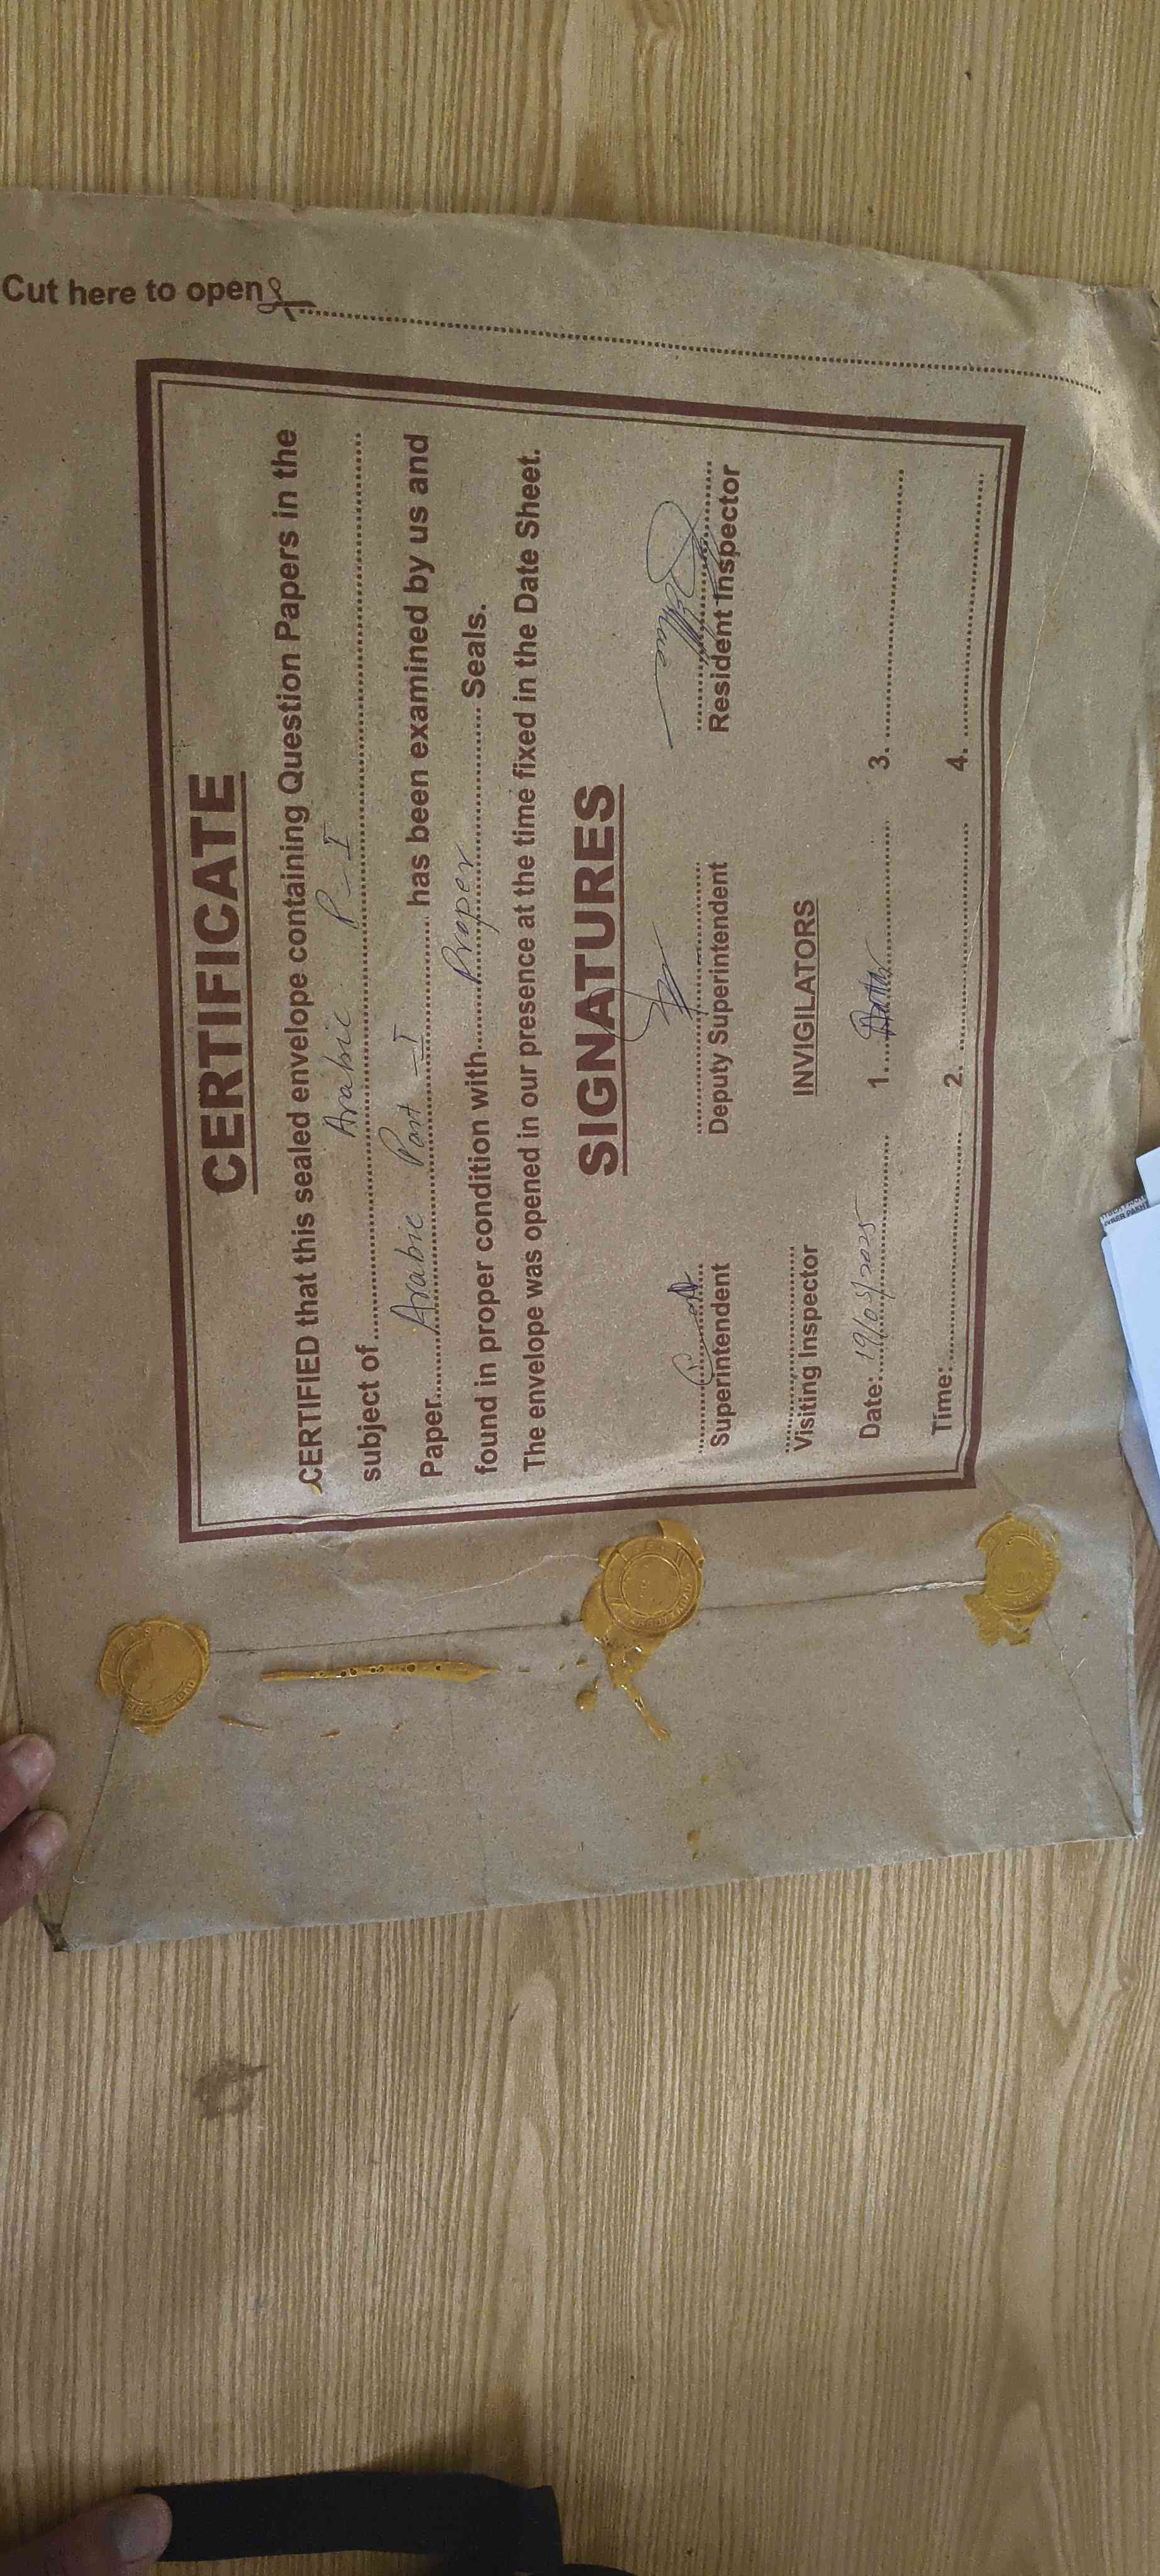 Cut here to open
CERTIFICATE
CERTIFIED that this sealed envelope containing Question Papers in the
subject of Arabic P-I
Paper Arabic Part-I has been examined by us and
found in proper condition with Proper Seals.
The envelope was opened in our presence at the time fixed in the Date Sheet.
SIGNATURES
Superintendent Deputy Superintendent Resident Inspector
Visiting Inspector INVIGILATORS
Date: 19/05/2025 1. 3.
Time: 2. 4.